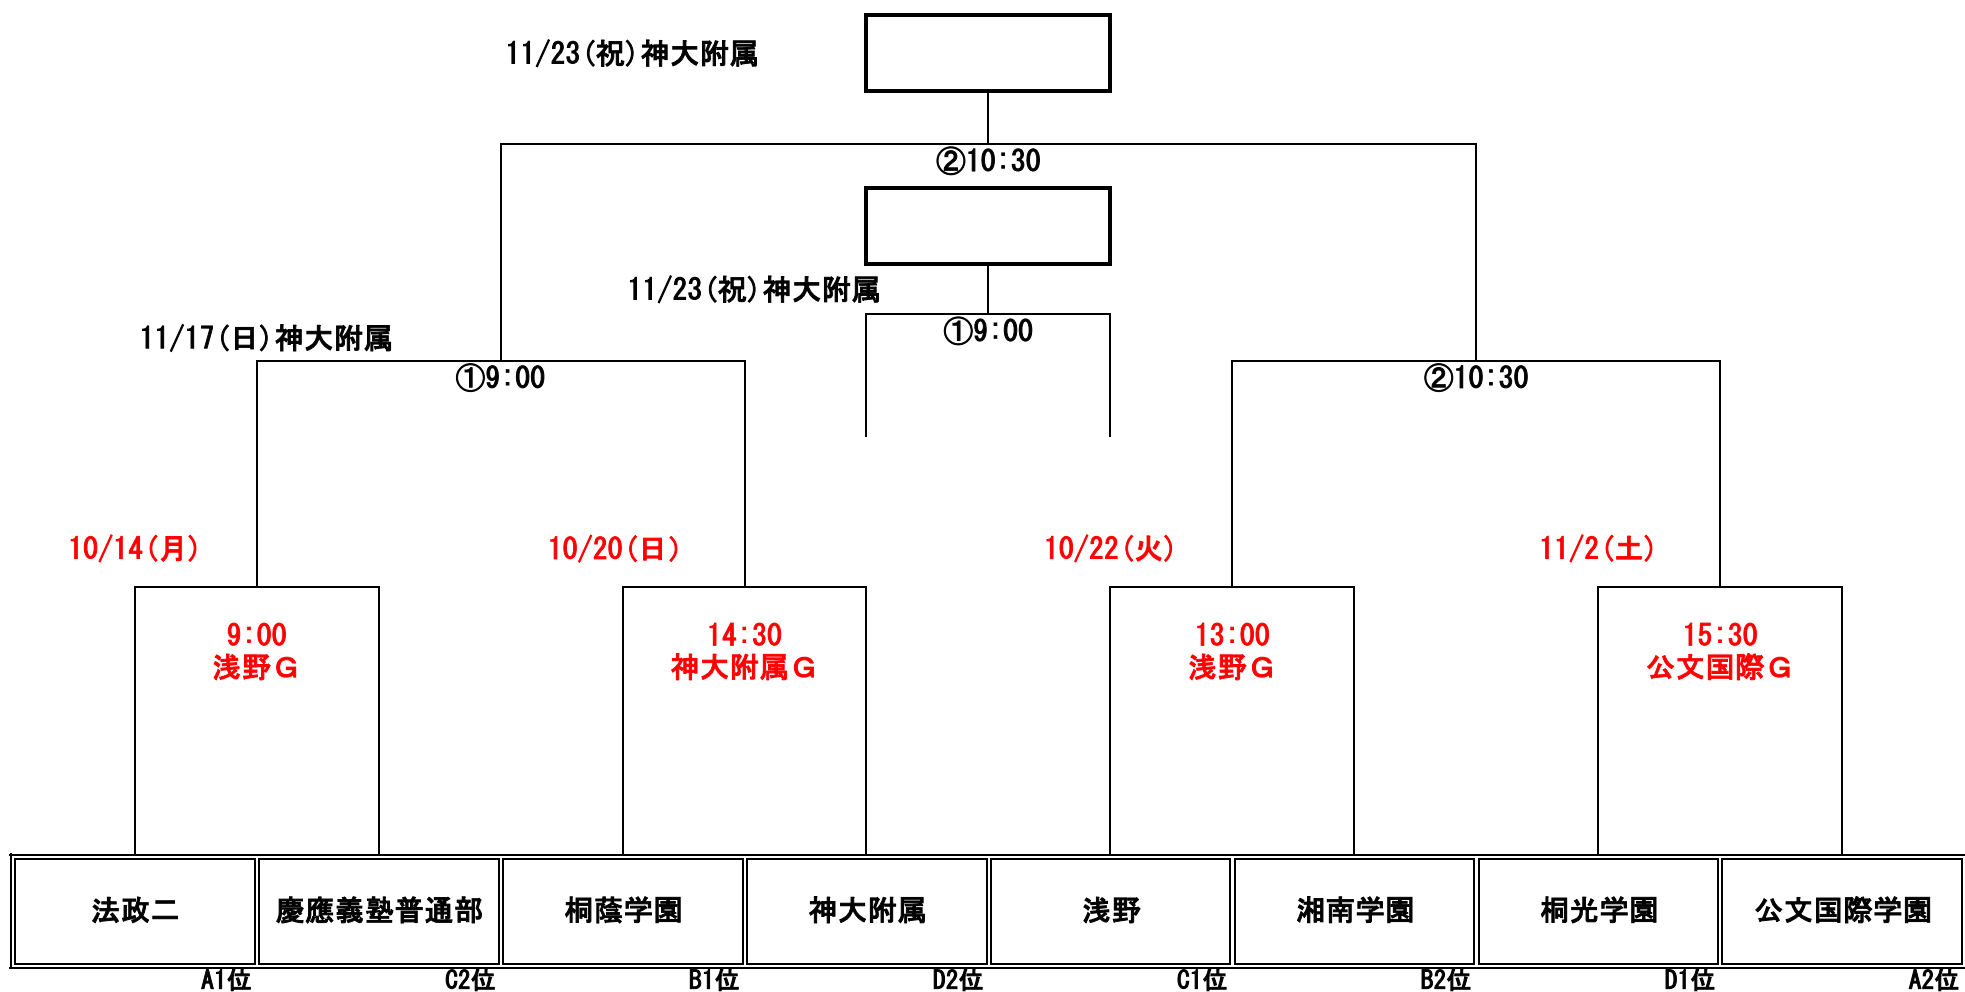 11/23(祝)神大附属
②10:30
11/23(祝)神大附属
①9:00
11/17(日)神大附属
①9:00
②10:30
10/14(月)
10/20(日)
10/22(火)
11/2(土)
9:00
浅野G
14:30
神大附属G
13:00
浅野G
15:30
公文国際G
法政二
慶應義塾普通部
桐蔭学園
神大附属
浅野
湘南学園
桐光学園
公文国際学園
A1位
C2位
B1位
D2位
C1位
B2位
D1位
A2位